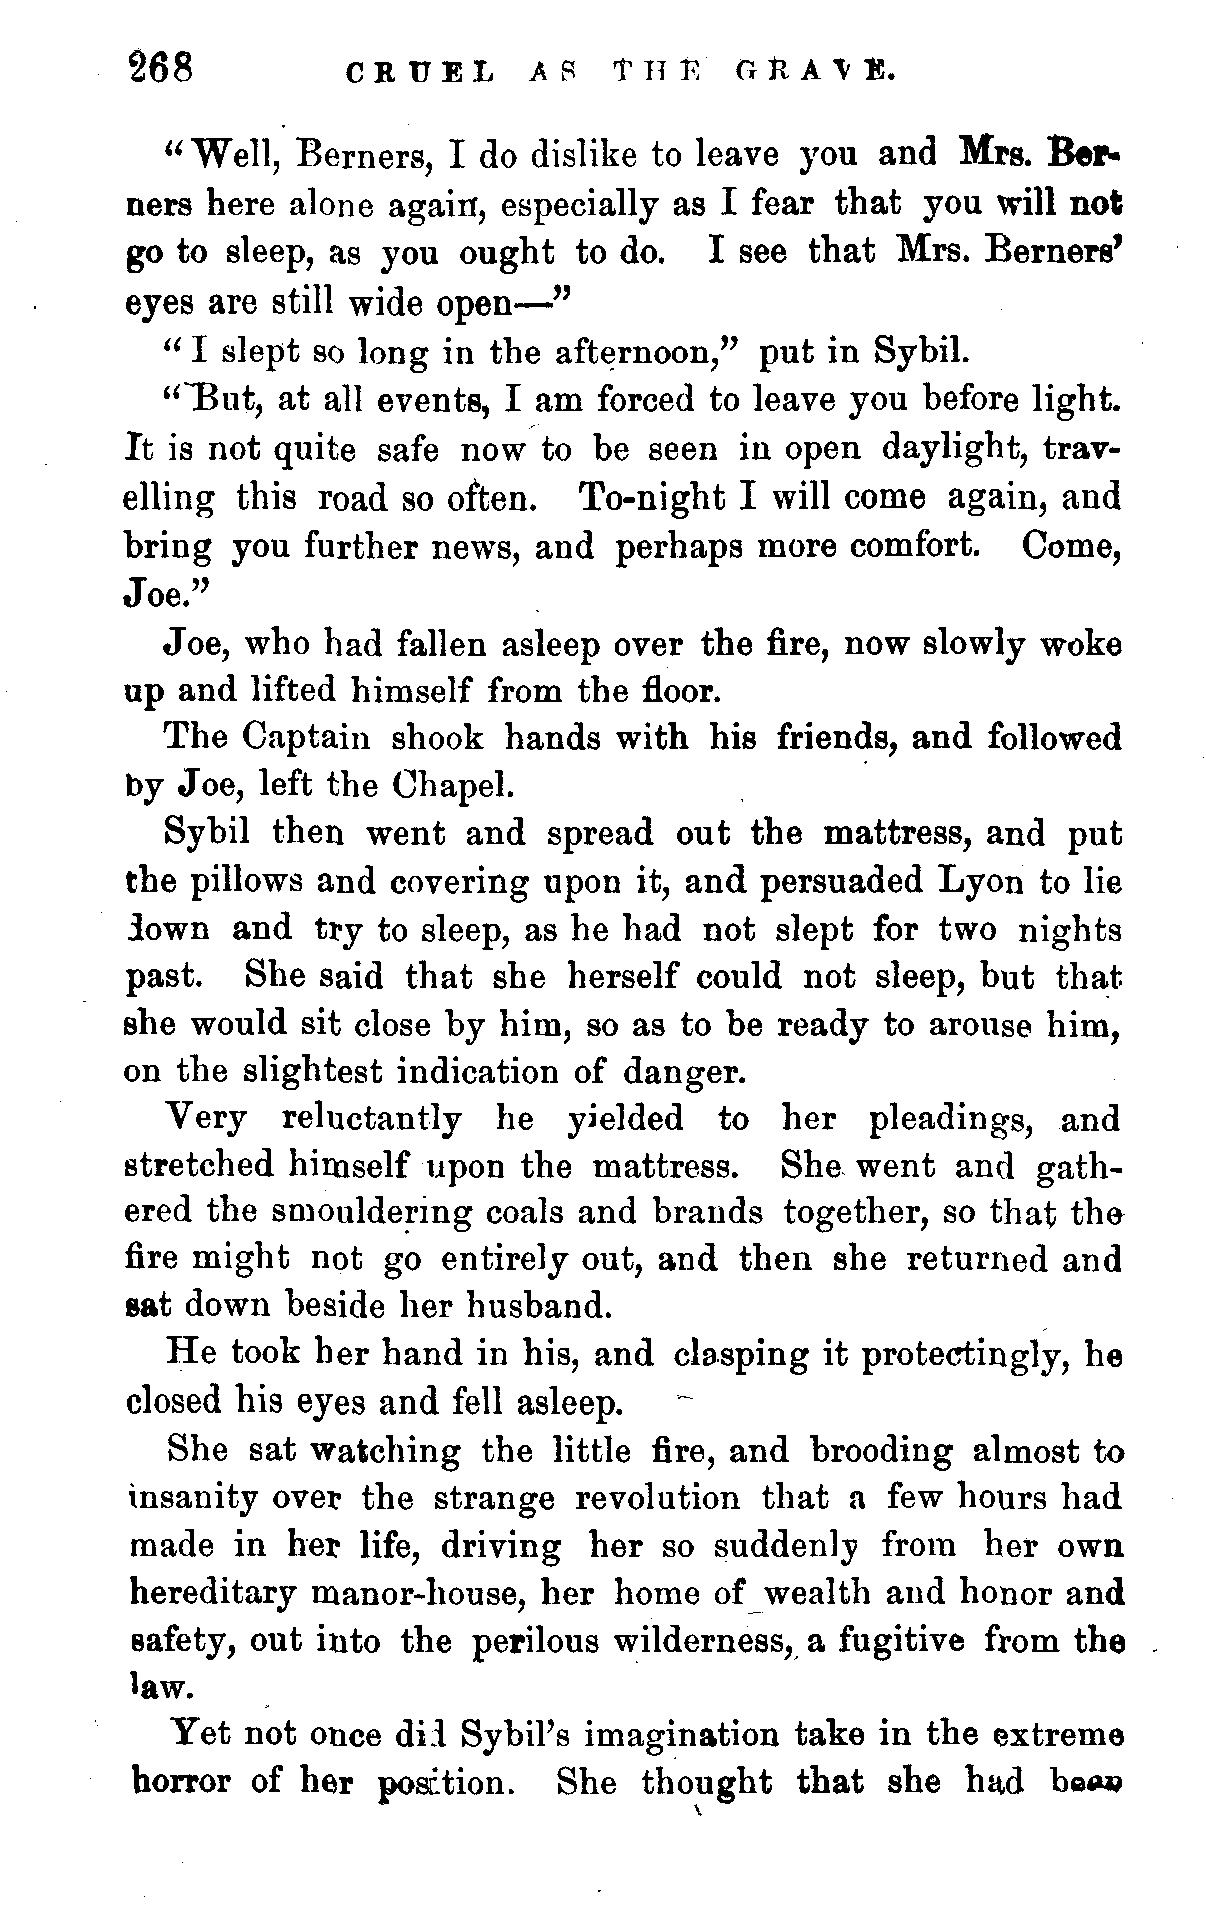 268 CRUEL AS THE GRAVE.
"Well, Berners, I do dislike to leave you and Mrs. Ber-
ners here alone again, especially as I fear that you will not
go to sleep, as you ought to do. I see that Mrs. Berners'
eyes are still wide open—"
"I slept so long in the afternoon," put in Sybil.
"But, at all events, I am forced to leave you before light.
It is not quite safe now to be seen in open daylight, trav-
elling this road so often. To-night I will come again, and
bring you further news, and perhaps more comfort. Come,
Joe."
Joe, who had fallen asleep over the fire, now slowly woke
up and lifted himself from the floor.
The Captain shook hands with his friends, and followed
by Joe, left the Chapel.
Sybil then went and spread out the mattress, and put
the pillows and covering upon it, and persuaded Lyon to lie
down and try to sleep, as he had not slept for two nights
past. She said that she herself could not sleep, but that
she would sit close by him, so as to be ready to arouse him,
on the slightest indication of danger.
Very reluctantly he yielded to her pleadings, and
stretched himself upon the mattress. She went and gath-
ered the smouldering coals and brands together, so that the
fire might not go entirely out, and then she returned and
sat down beside her husband.
He took her hand in his, and clasping it protectingly, he
closed his eyes and fell asleep.
She sat watching the little fire, and brooding almost to
insanity over the strange revolution that a few hours had
made in her life, driving her so suddenly from her own
hereditary manor-house, her home of wealth and honor and
safety, out into the perilous wilderness, a fugitive from the
law.
Yet not once did Sybil's imagination take in the extreme
horror of her position. She thought that she had been